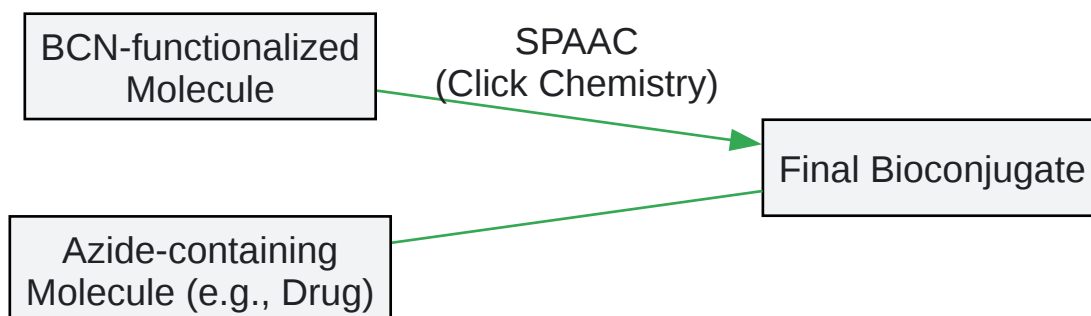 BCN-functionalized
Molecule
SPAAC
(Click Chemistry)
Final Bioconjugate
Azide-containing
Molecule (e.g., Drug)